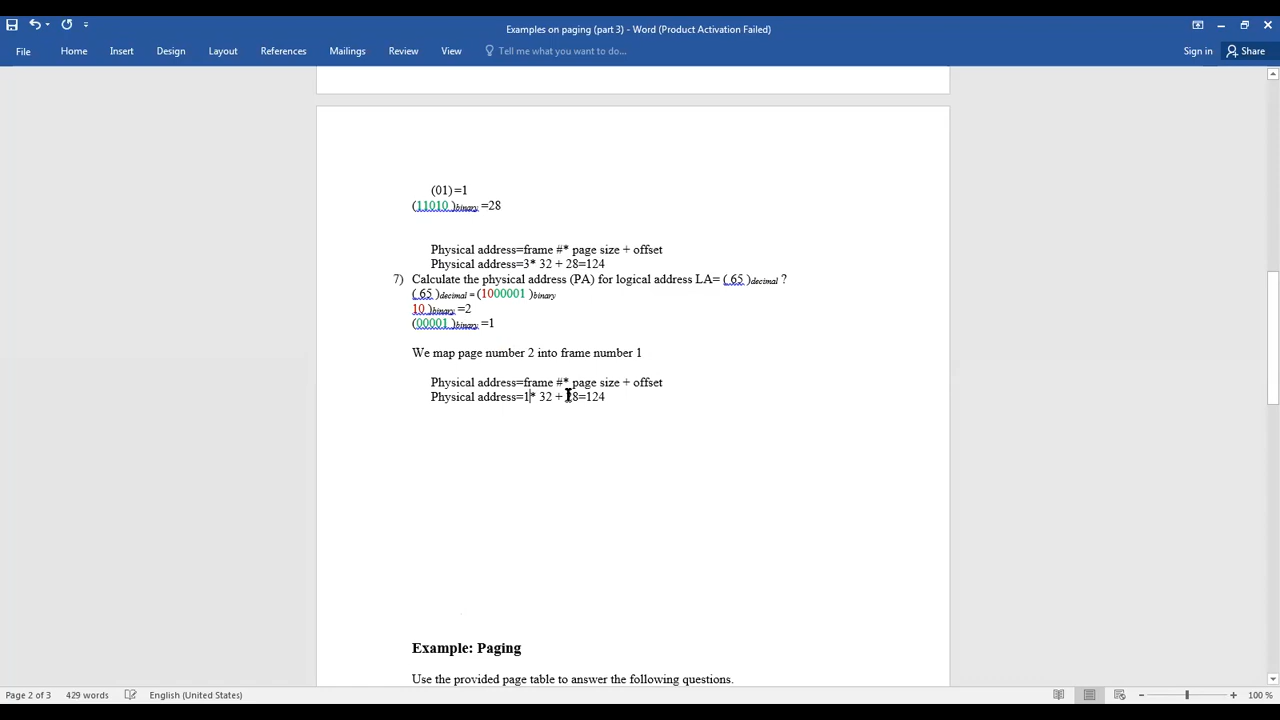 Examples on paging (part 3) - Word (Product Activation Failed)
File Home Insert Design Layout References Mailings Review View Tell me what you want to do... Sign in Share
(01)=1
(11010 )binary =28
Physical address=frame #* page size + offset
Physical address=3* 32 + 28=124
7) Calculate the physical address (PA) for logical address LA= ( 65 )decimal ?
( 65 )decimal = (1000001 )binary
10 )binary =2
(00001 )binary =1
We map page number 2 into frame number 1
Physical address=frame #* page size + offset
Physical address=1* 32 + 28=124
Example: Paging
Use the provided page table to answer the following questions.
Page 2 of 3 429 words English (United States) 100 %